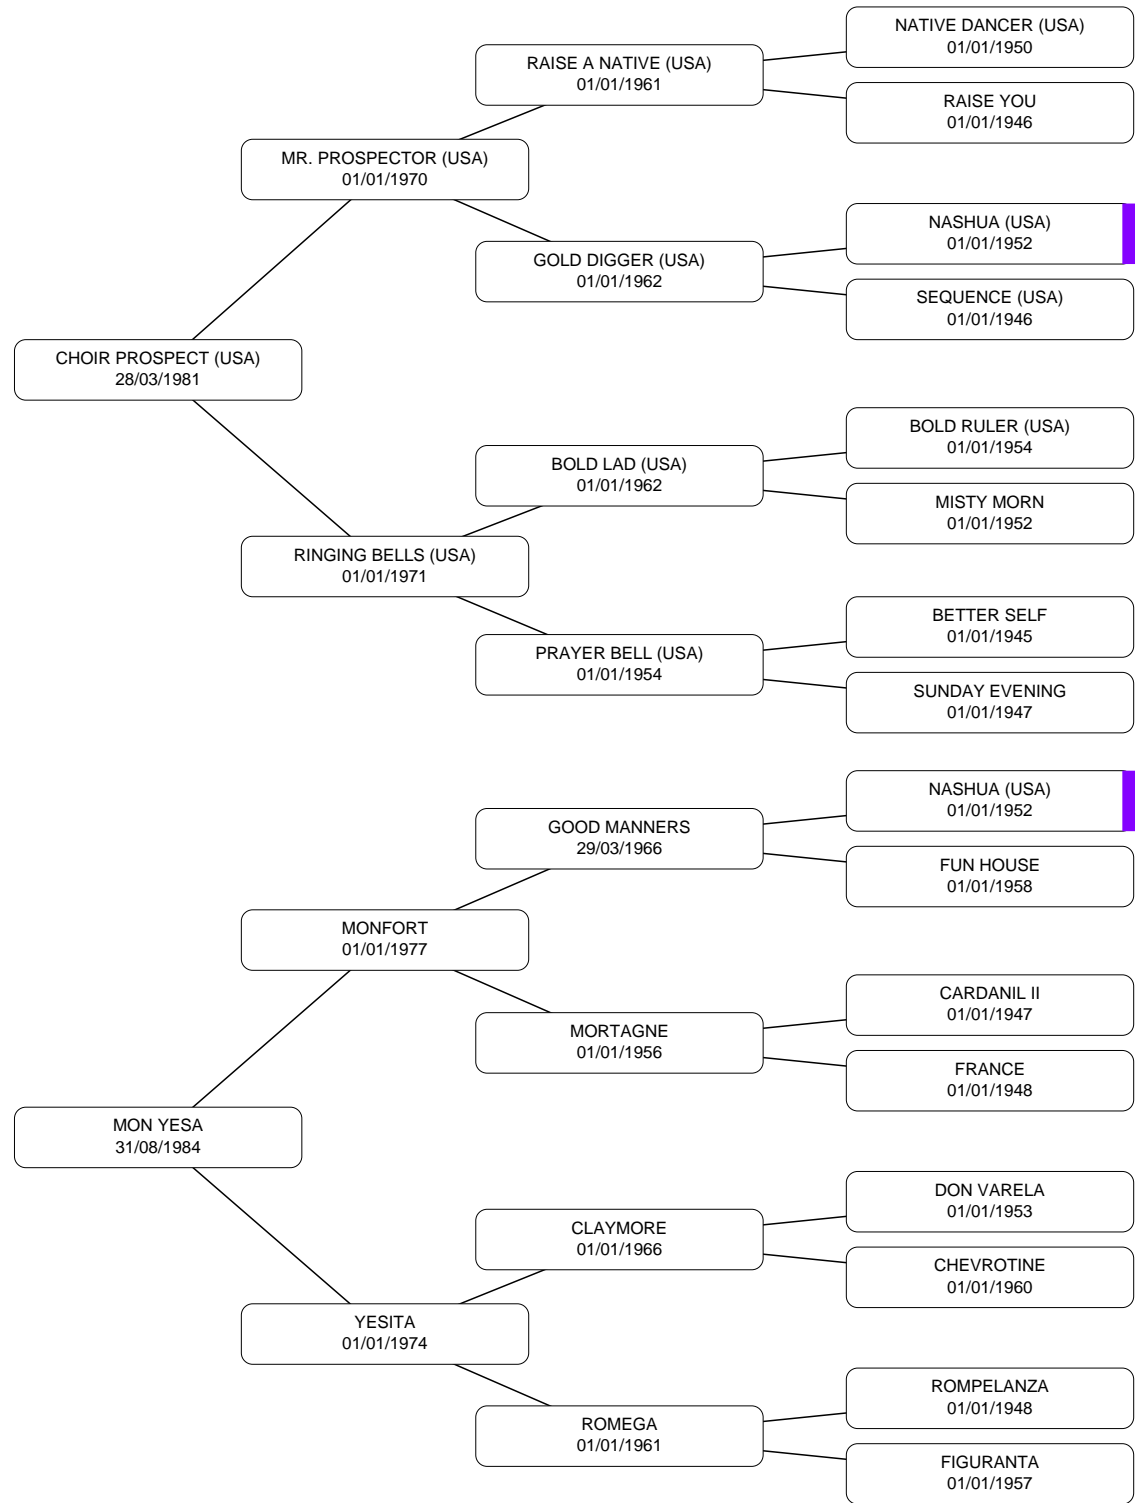 NATIVE DANCER (USA)
01/01/1950
RAISE A NATIVE (USA)
01/01/1961
RAISE YOU
01/01/1946
MR. PROSPECTOR (USA)
01/01/1970
NASHUA (USA)
01/01/1952
GOLD DIGGER (USA)
01/01/1962
SEQUENCE (USA)
01/01/1946
CHOIR PROSPECT (USA)
28/03/1981
BOLD RULER (USA)
01/01/1954
BOLD LAD (USA)
01/01/1962
MISTY MORN
01/01/1952
RINGING BELLS (USA)
01/01/1971
BETTER SELF
01/01/1945
PRAYER BELL (USA)
01/01/1954
SUNDAY EVENING
01/01/1947
NASHUA (USA)
01/01/1952
GOOD MANNERS
29/03/1966
FUN HOUSE
01/01/1958
MONFORT
01/01/1977
CARDANIL II
01/01/1947
MORTAGNE
01/01/1956
FRANCE
01/01/1948
MON YESA
31/08/1984
DON VARELA
01/01/1953
CLAYMORE
01/01/1966
CHEVROTINE
01/01/1960
YESITA
01/01/1974
ROMPELANZA
01/01/1948
ROMEGA
01/01/1961
FIGURANTA
01/01/1957